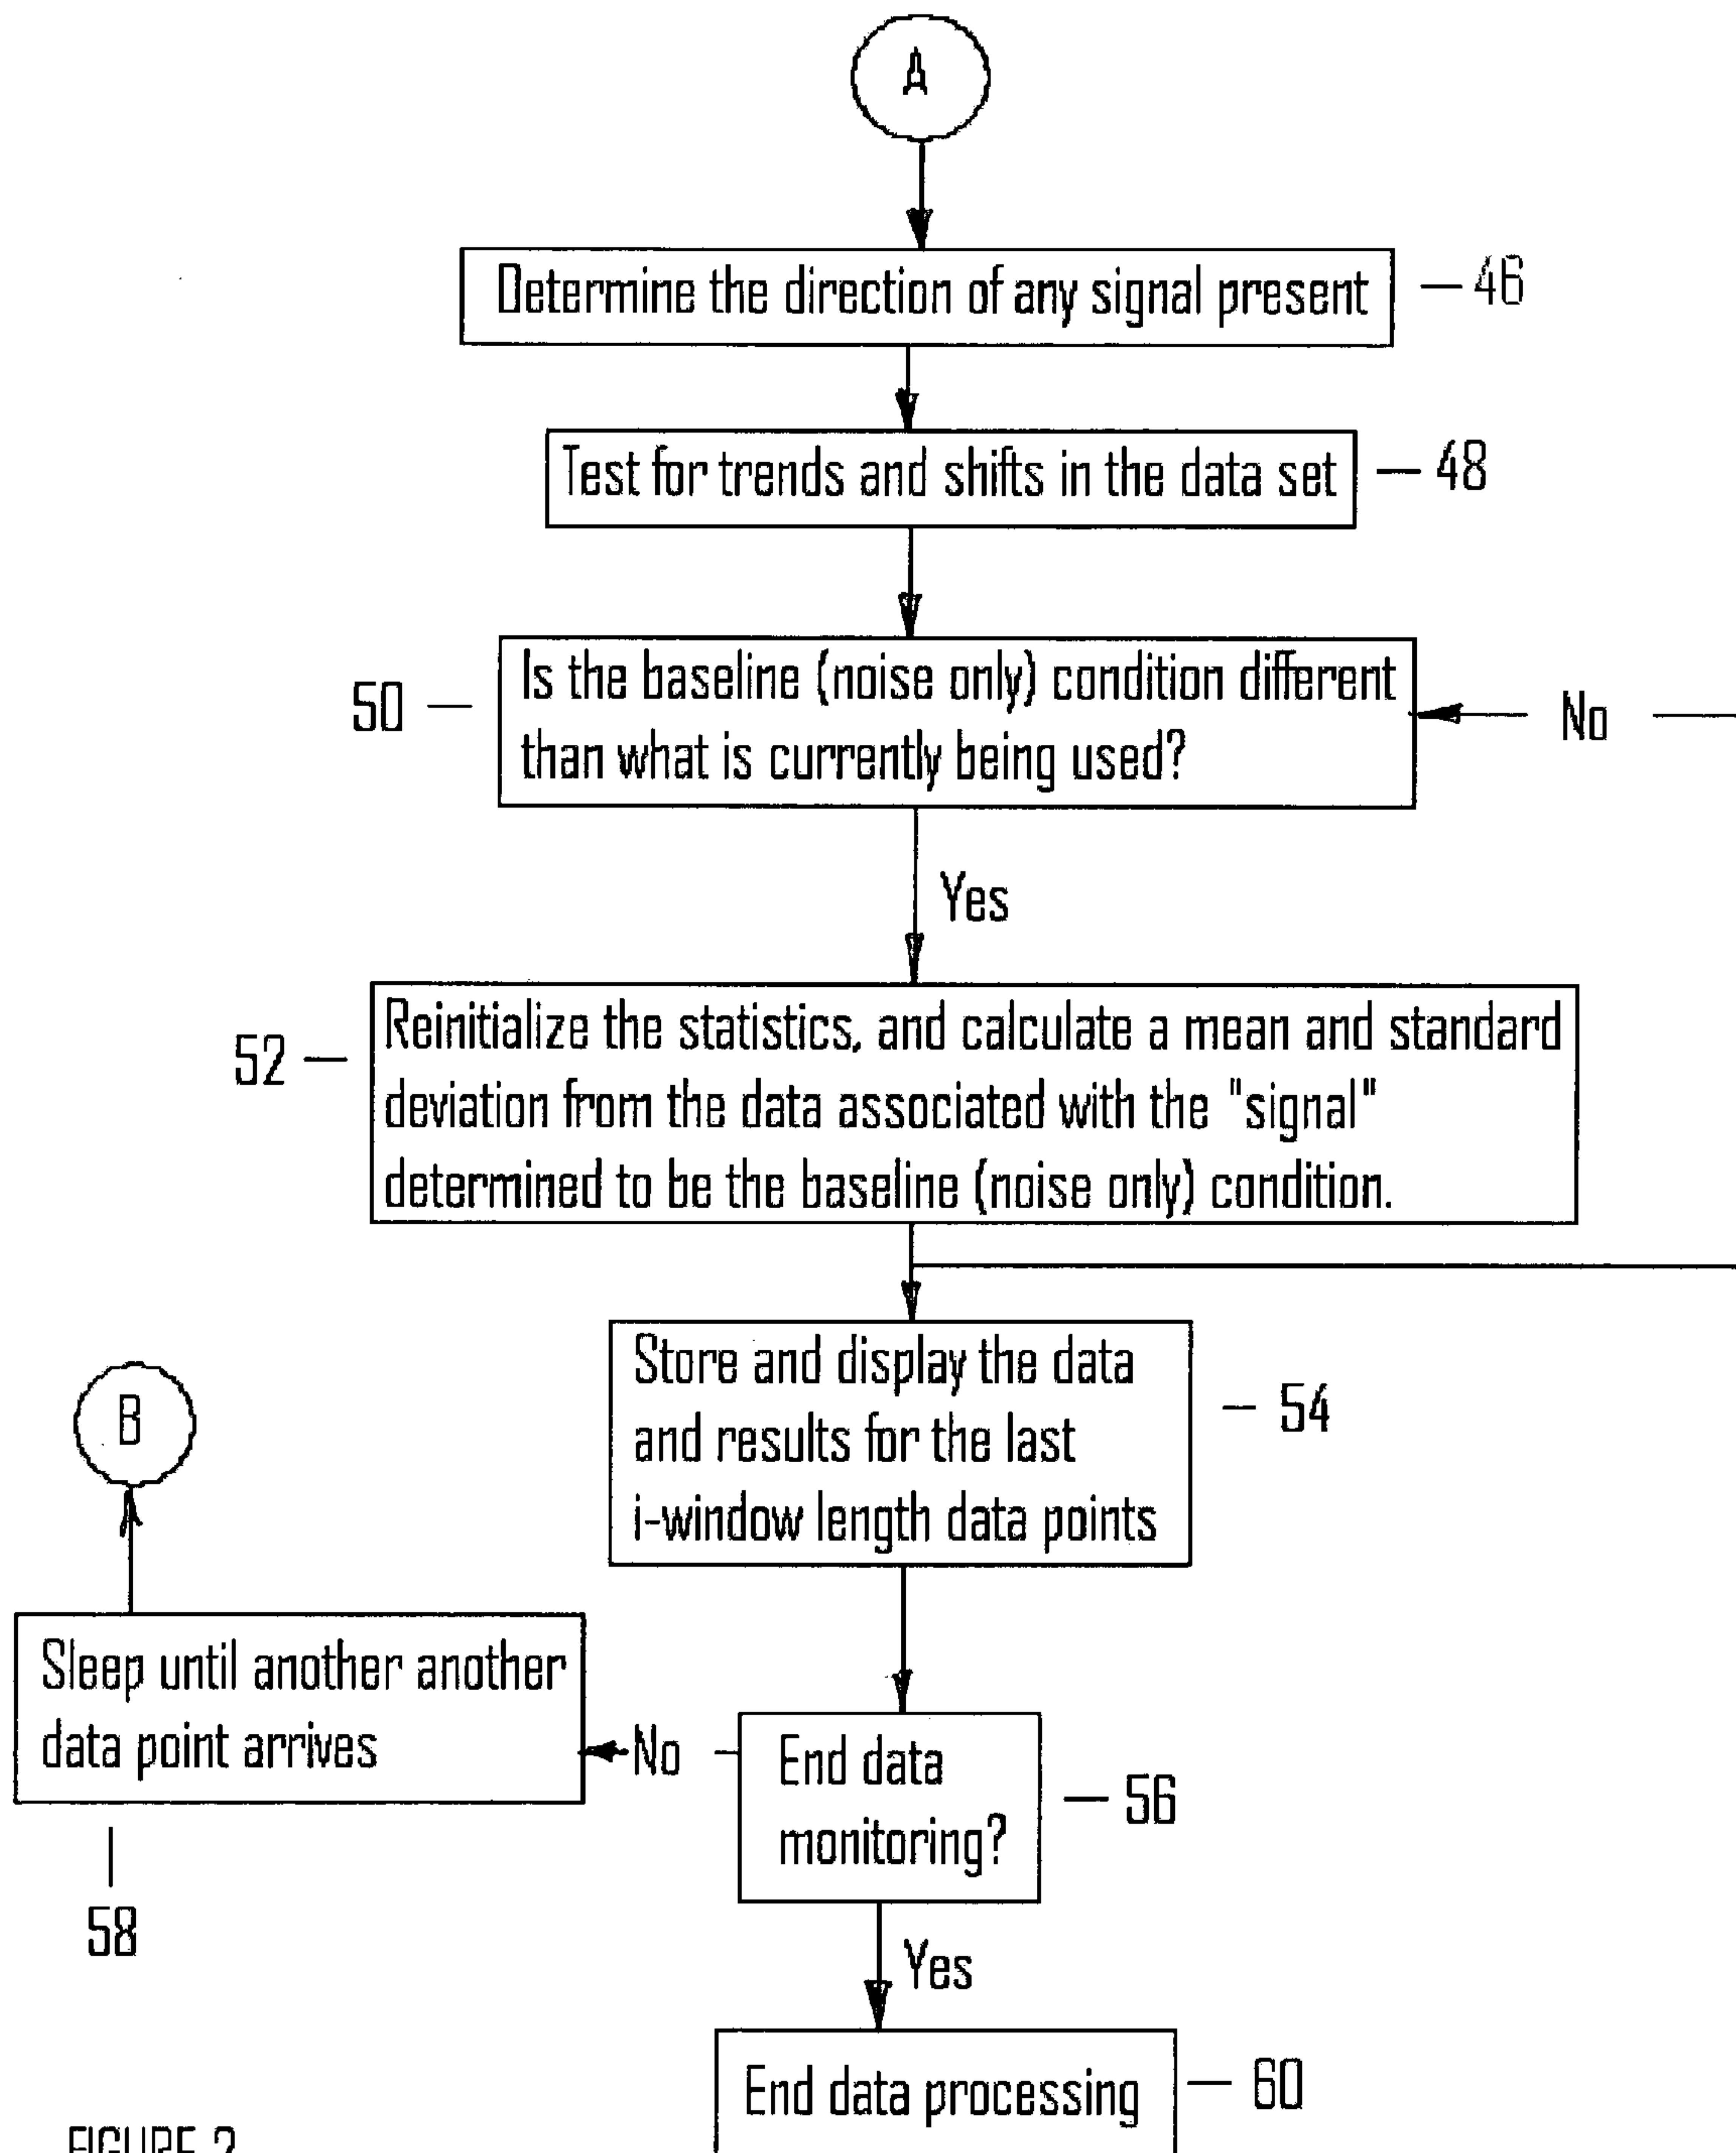 A
Determine the direction of any signal present
46
Test for trends and shifts in the data set
48
Is the baseline (noise only) condition different
than what is currently being used?
50
No
Yes
Reinitialize the statistics, and calculate a mean and standard
deviation from the data associated with the "signal"
determined to be the baseline (noise only) condition.
52
Store and display the data
and results for the last
i-window length data points
54
B
Sleep until another another
data point arrives
58
No
End data
monitoring?
56
Yes
End data processing
60
FIGURE 2